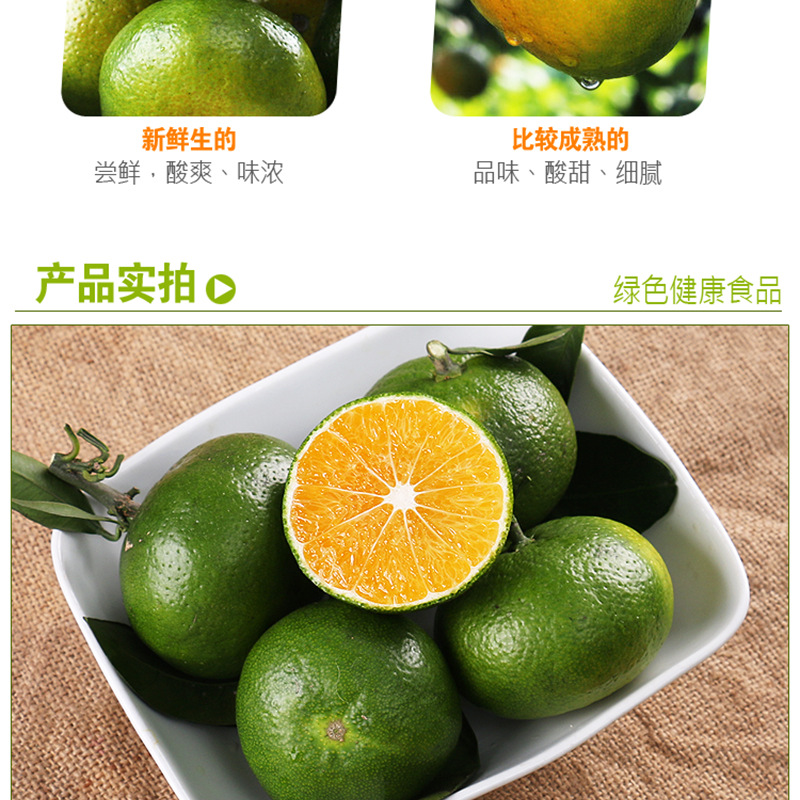 新鲜生的
尝鲜，酸爽、味浓
比较成熟的
品味、酸甜、细腻
产品实拍
绿色健康食品